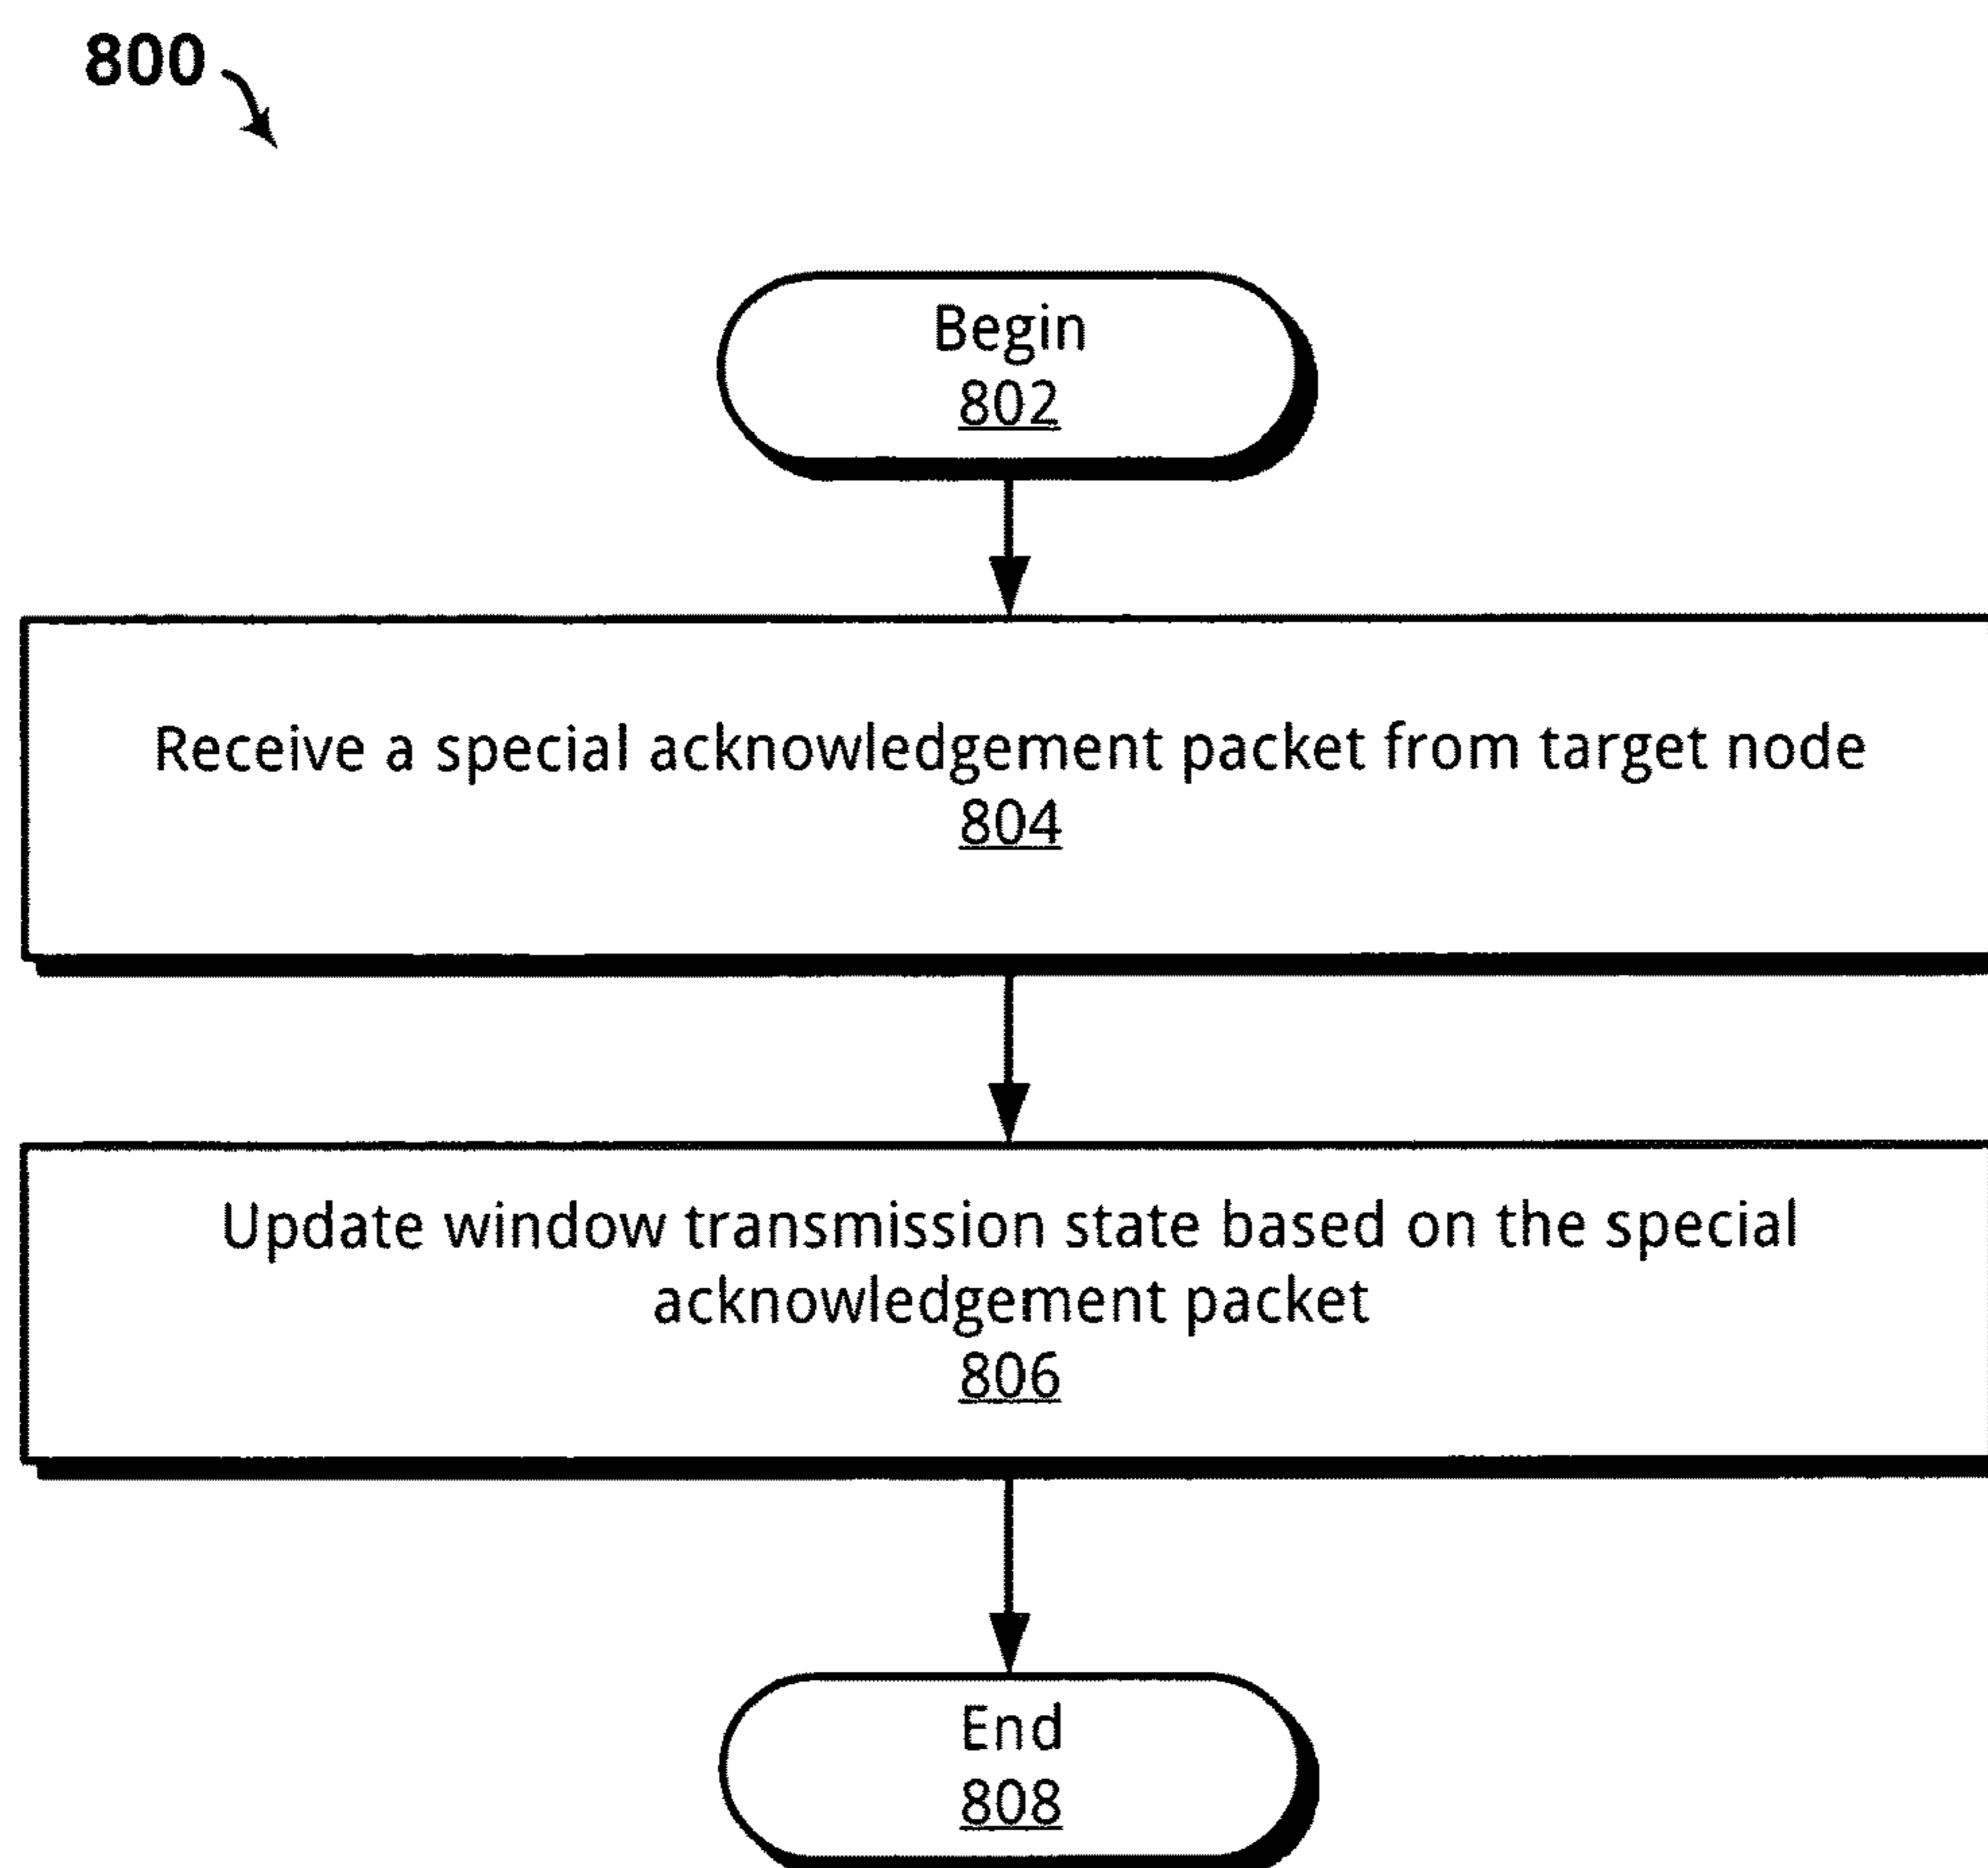 800
Begin
802
Receive a special acknowledgement packet from target node
804
Update window transmission state based on the special
acknowledgement packet
806
End
808